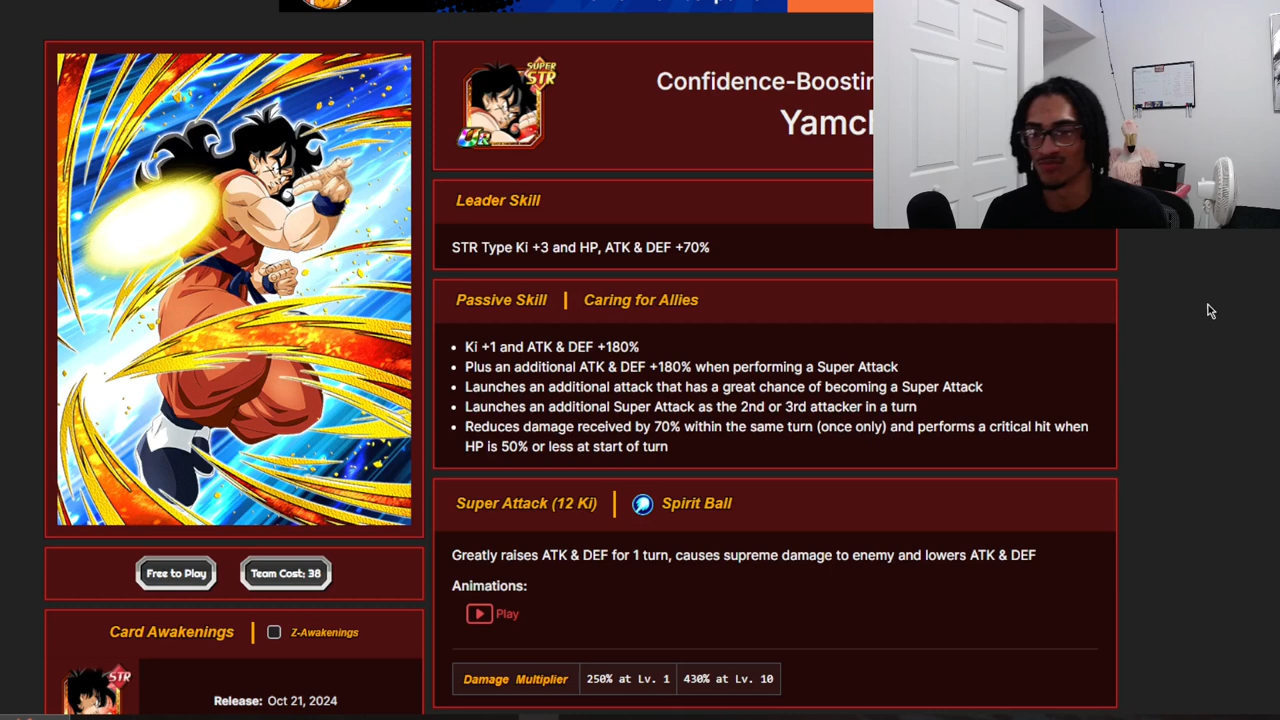 SUPER
STR
UR
Leader Skill
STR Type Ki +3 and HP, ATK & DEF +70%
Passive Skill | Caring for Allies
• Ki +1 and ATK & DEF +180%
• Plus an additional ATK & DEF +180% when performing a Super Attack
• Launches an additional attack that has a great chance of becoming a Super Attack
• Launches an additional Super Attack as the 2nd or 3rd attacker in a turn
• Reduces damage received by 70% within the same turn (once only) and performs a critical hit when
HP is 50% or less at start of turn
Super Attack (12 Ki) | Spirit Ball
Greatly raises ATK & DEF for 1 turn, causes supreme damage to enemy and lowers ATK & DEF
Animations:
Play
Damage Multiplier 250% at Lv. 1 430% at Lv. 10
Free to Play Team Cost: 38
Card Awakenings | Z-Awakenings
STR
Release: Oct 21, 2024